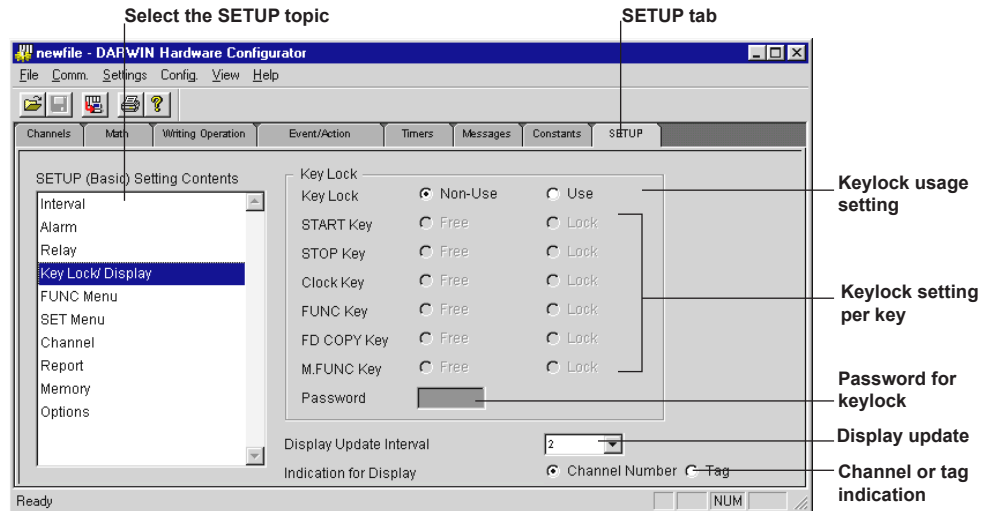 Select the SETUP topic
SETUP tab
newfile - DARWIN Hardware Configurator
File Comm. Settings Config. View Help
Channels Math Writing Operation Event/Action Timers Messages Constants SETUP
SETUP (Basic) Setting Contents
Interval
Alarm
Relay
Key Lock/ Display
FUNC Menu
SET Menu
Channel
Report
Memory
Options
Key Lock
Key Lock Non-Use Use
START Key Free Lock
STOP Key Free Lock
Clock Key Free Lock
FUNC Key Free Lock
FD COPY Key Free Lock
M.FUNC Key Free Lock
Password
Display Update Interval 2
Indication for Display Channel Number Tag
Keylock usage
setting
Keylock setting
per key
Password for
keylock
Display update
Channel or tag
indication
Ready NUM